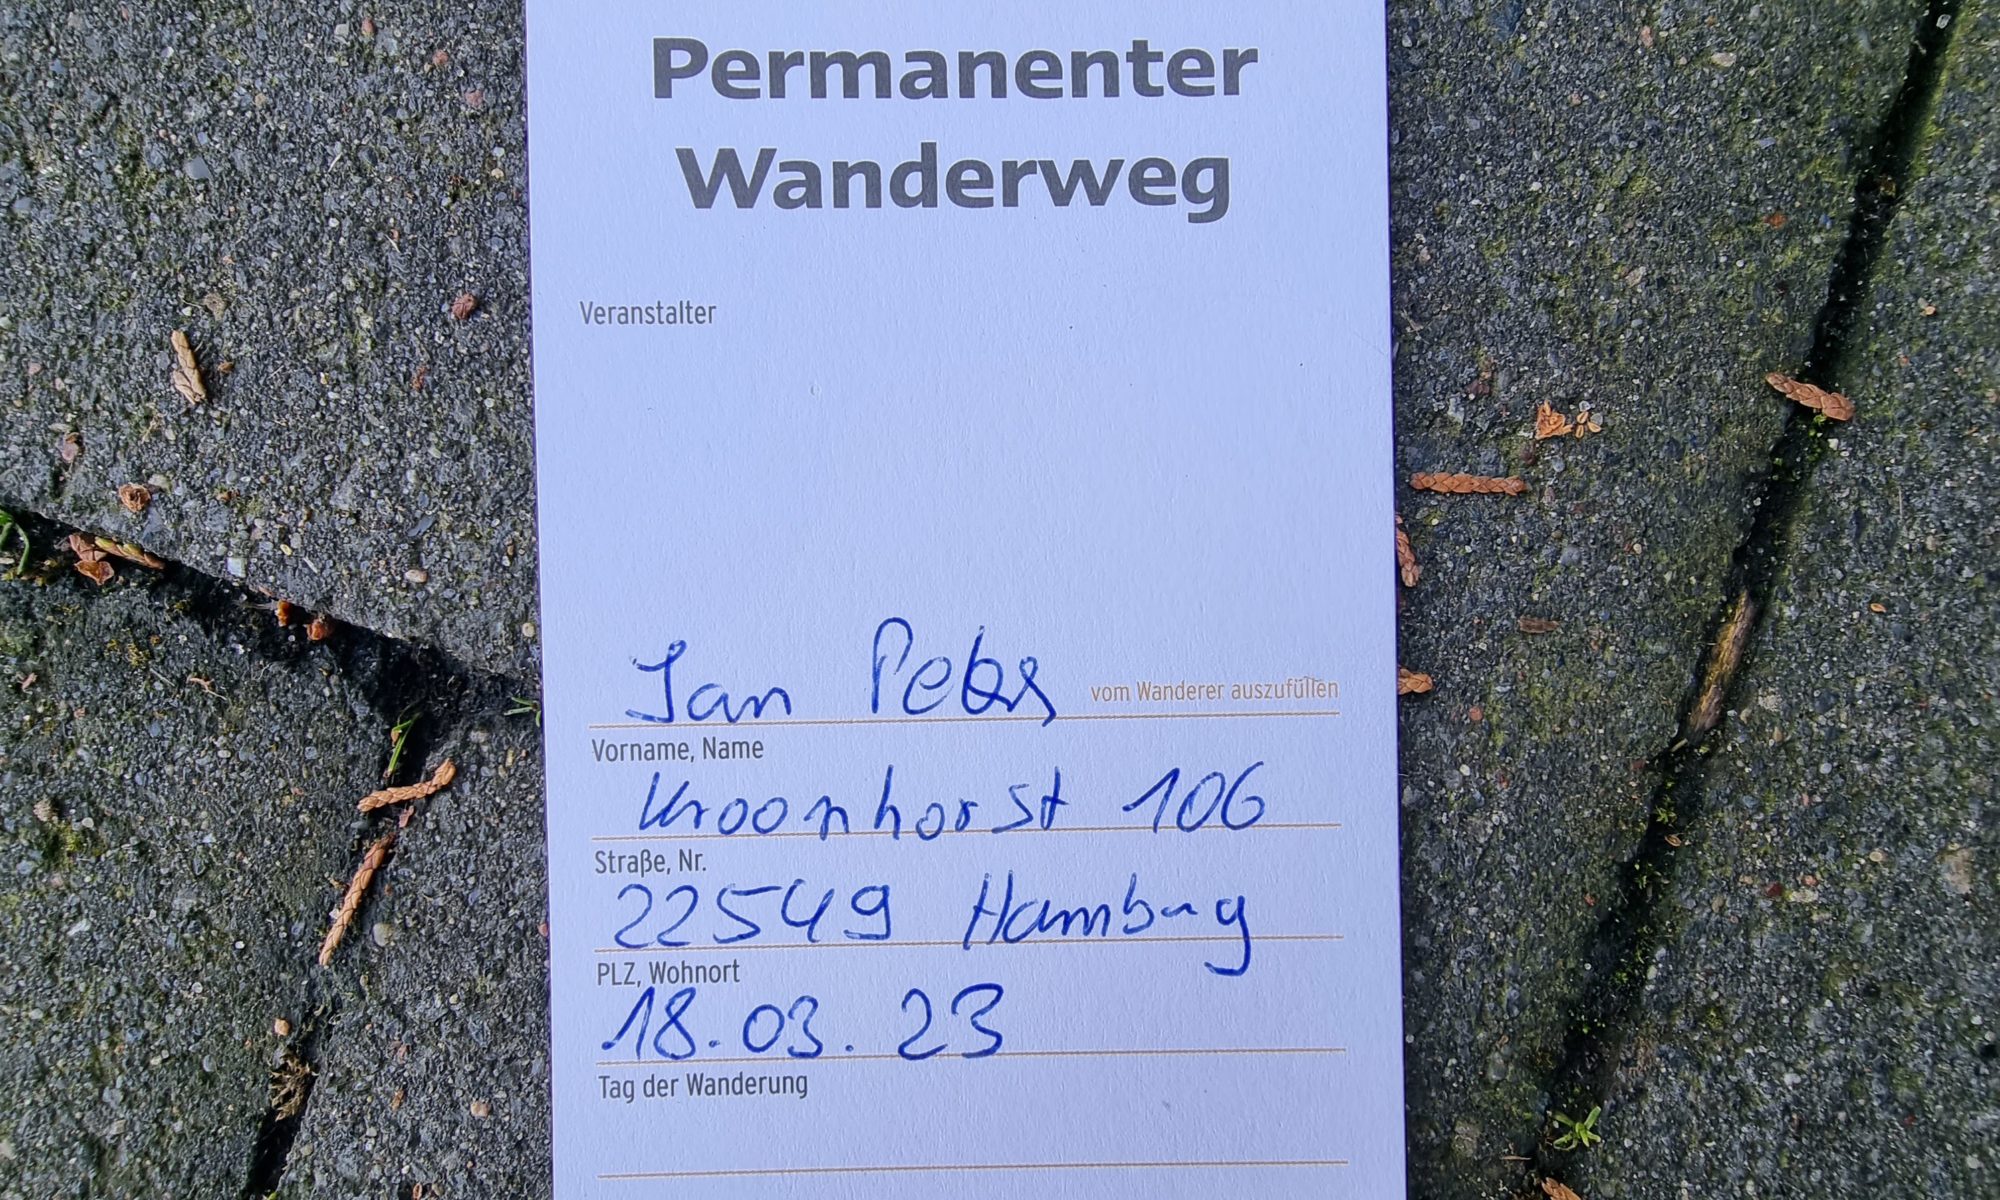 Permanenter
Wanderweg
Veranstalter
Jan Peters
vom Wanderer auszufüllen
Vorname, Name
Kroonhorst 106
Straße, Nr.
22549 Hamburg
PLZ, Wohnort
18.03.23
Tag der Wanderung